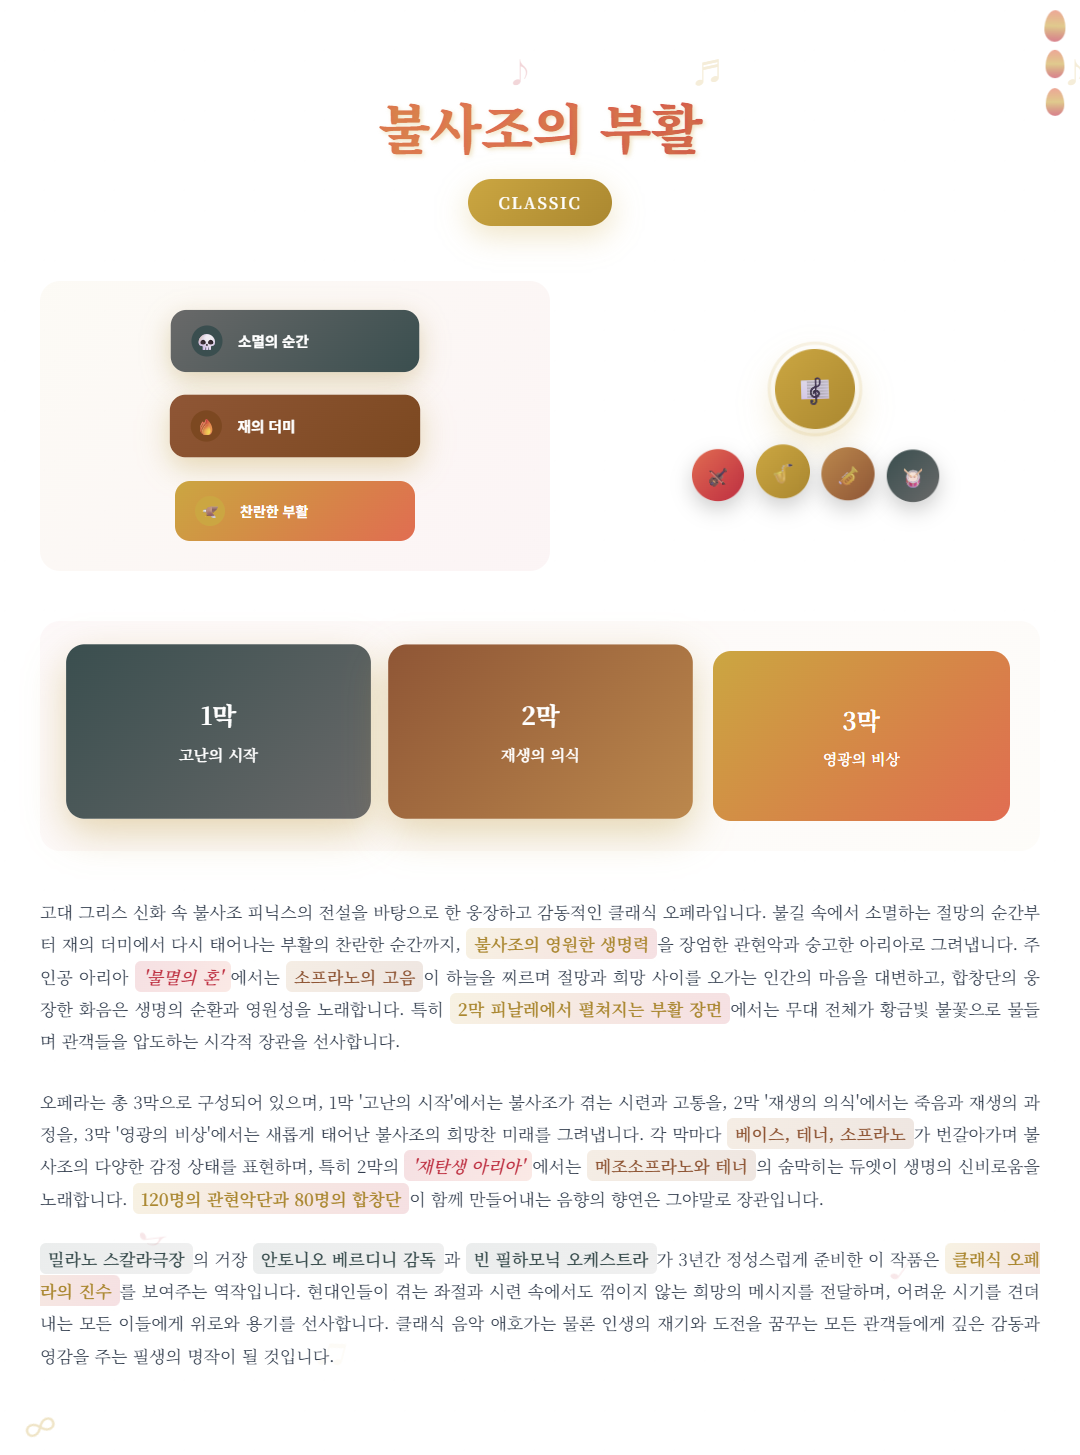 불사조의 부활
CLASSIC
소멸의 순간
재의 더미
찬란한 부활
1막
고난의 시작
2막
재생의 의식
3막
영광의 비상
고대 그리스 신화 속 불사조 피닉스의 전설을 바탕으로 한 웅장하고 감동적인 클래식 오페라입니다. 불길 속에서 소멸하는 절망의 순간부
터 재의 더미에서 다시 태어나는 부활의 찬란한 순간까지, 불사조의 영원한 생명력을 장엄한 관현악과 숭고한 아리아로 그려냅니다. 주
인공 아리아 '불멸의 혼'에서는 소프라노의 고음이 하늘을 찌르며 절망과 희망 사이를 오가는 인간의 마음을 대변하고, 합창단의 웅
장한 화음은 생명의 순환과 영원성을 노래합니다. 특히 2막 피날레에서 펼쳐지는 부활 장면에서는 무대 전체가 황금빛 불꽃으로 물들
며 관객들을 압도하는 시각적 장관을 선사합니다.
오페라는 총 3막으로 구성되어 있으며, 1막 '고난의 시작'에서는 불사조가 겪는 시련과 고통을, 2막 '재생의 의식'에서는 죽음과 재생의 과
정을, 3막 '영광의 비상'에서는 새롭게 태어난 불사조의 희망찬 미래를 그려냅니다. 각 막마다 베이스, 테너, 소프라노가 번갈아가며 불
사조의 다양한 감정 상태를 표현하며, 특히 2막의 '재탄생 아리아'에서는 메조소프라노와 테너의 숨막히는 듀엣이 생명의 신비로움을
노래합니다. 120명의 관현악단과 80명의 합창단이 함께 만들어내는 음향의 향연은 그야말로 장관입니다.
밀라노 스칼라극장의 거장 안토니오 베르디니 감독과 빈 필하모닉 오케스트라가 3년간 정성스럽게 준비한 이 작품은 클래식 오페
라의 진수를 보여주는 역작입니다. 현대인들이 겪는 좌절과 시련 속에서도 꺾이지 않는 희망의 메시지를 전달하며, 어려운 시기를 견뎌
내는 모든 이들에게 위로와 용기를 선사합니다. 클래식 음악 애호가는 물론 인생의 재기와 도전을 꿈꾸는 모든 관객들에게 깊은 감동과
영감을 주는 필생의 명작이 될 것입니다.